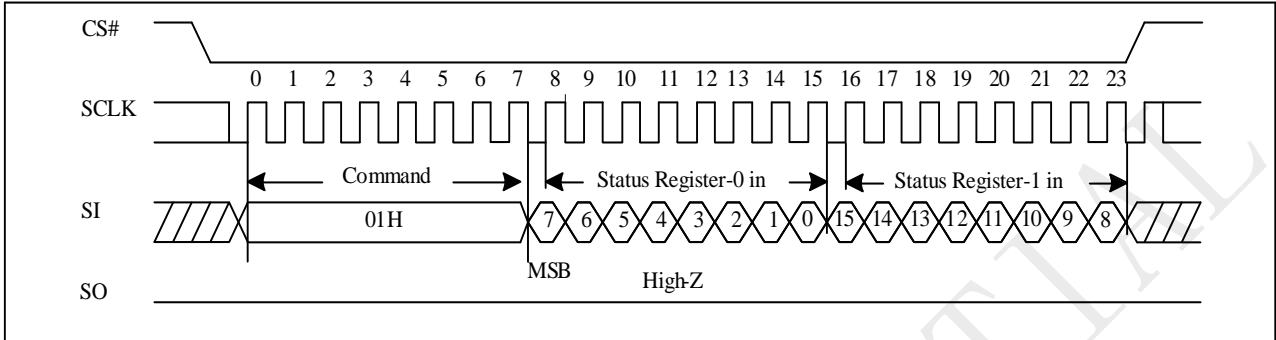 CS#
0 1 2 3 4 5 6 7 8 9 10 11 12 13 14 15 16 17 18 19 20 21 22 23
SCLK
Command Status Register-0 in Status Register-1 in
SI 01H 7 6 5 4 3 2 1 0 15 14 13 12 11 10 9 8
MSB High-Z
SO
TIAL